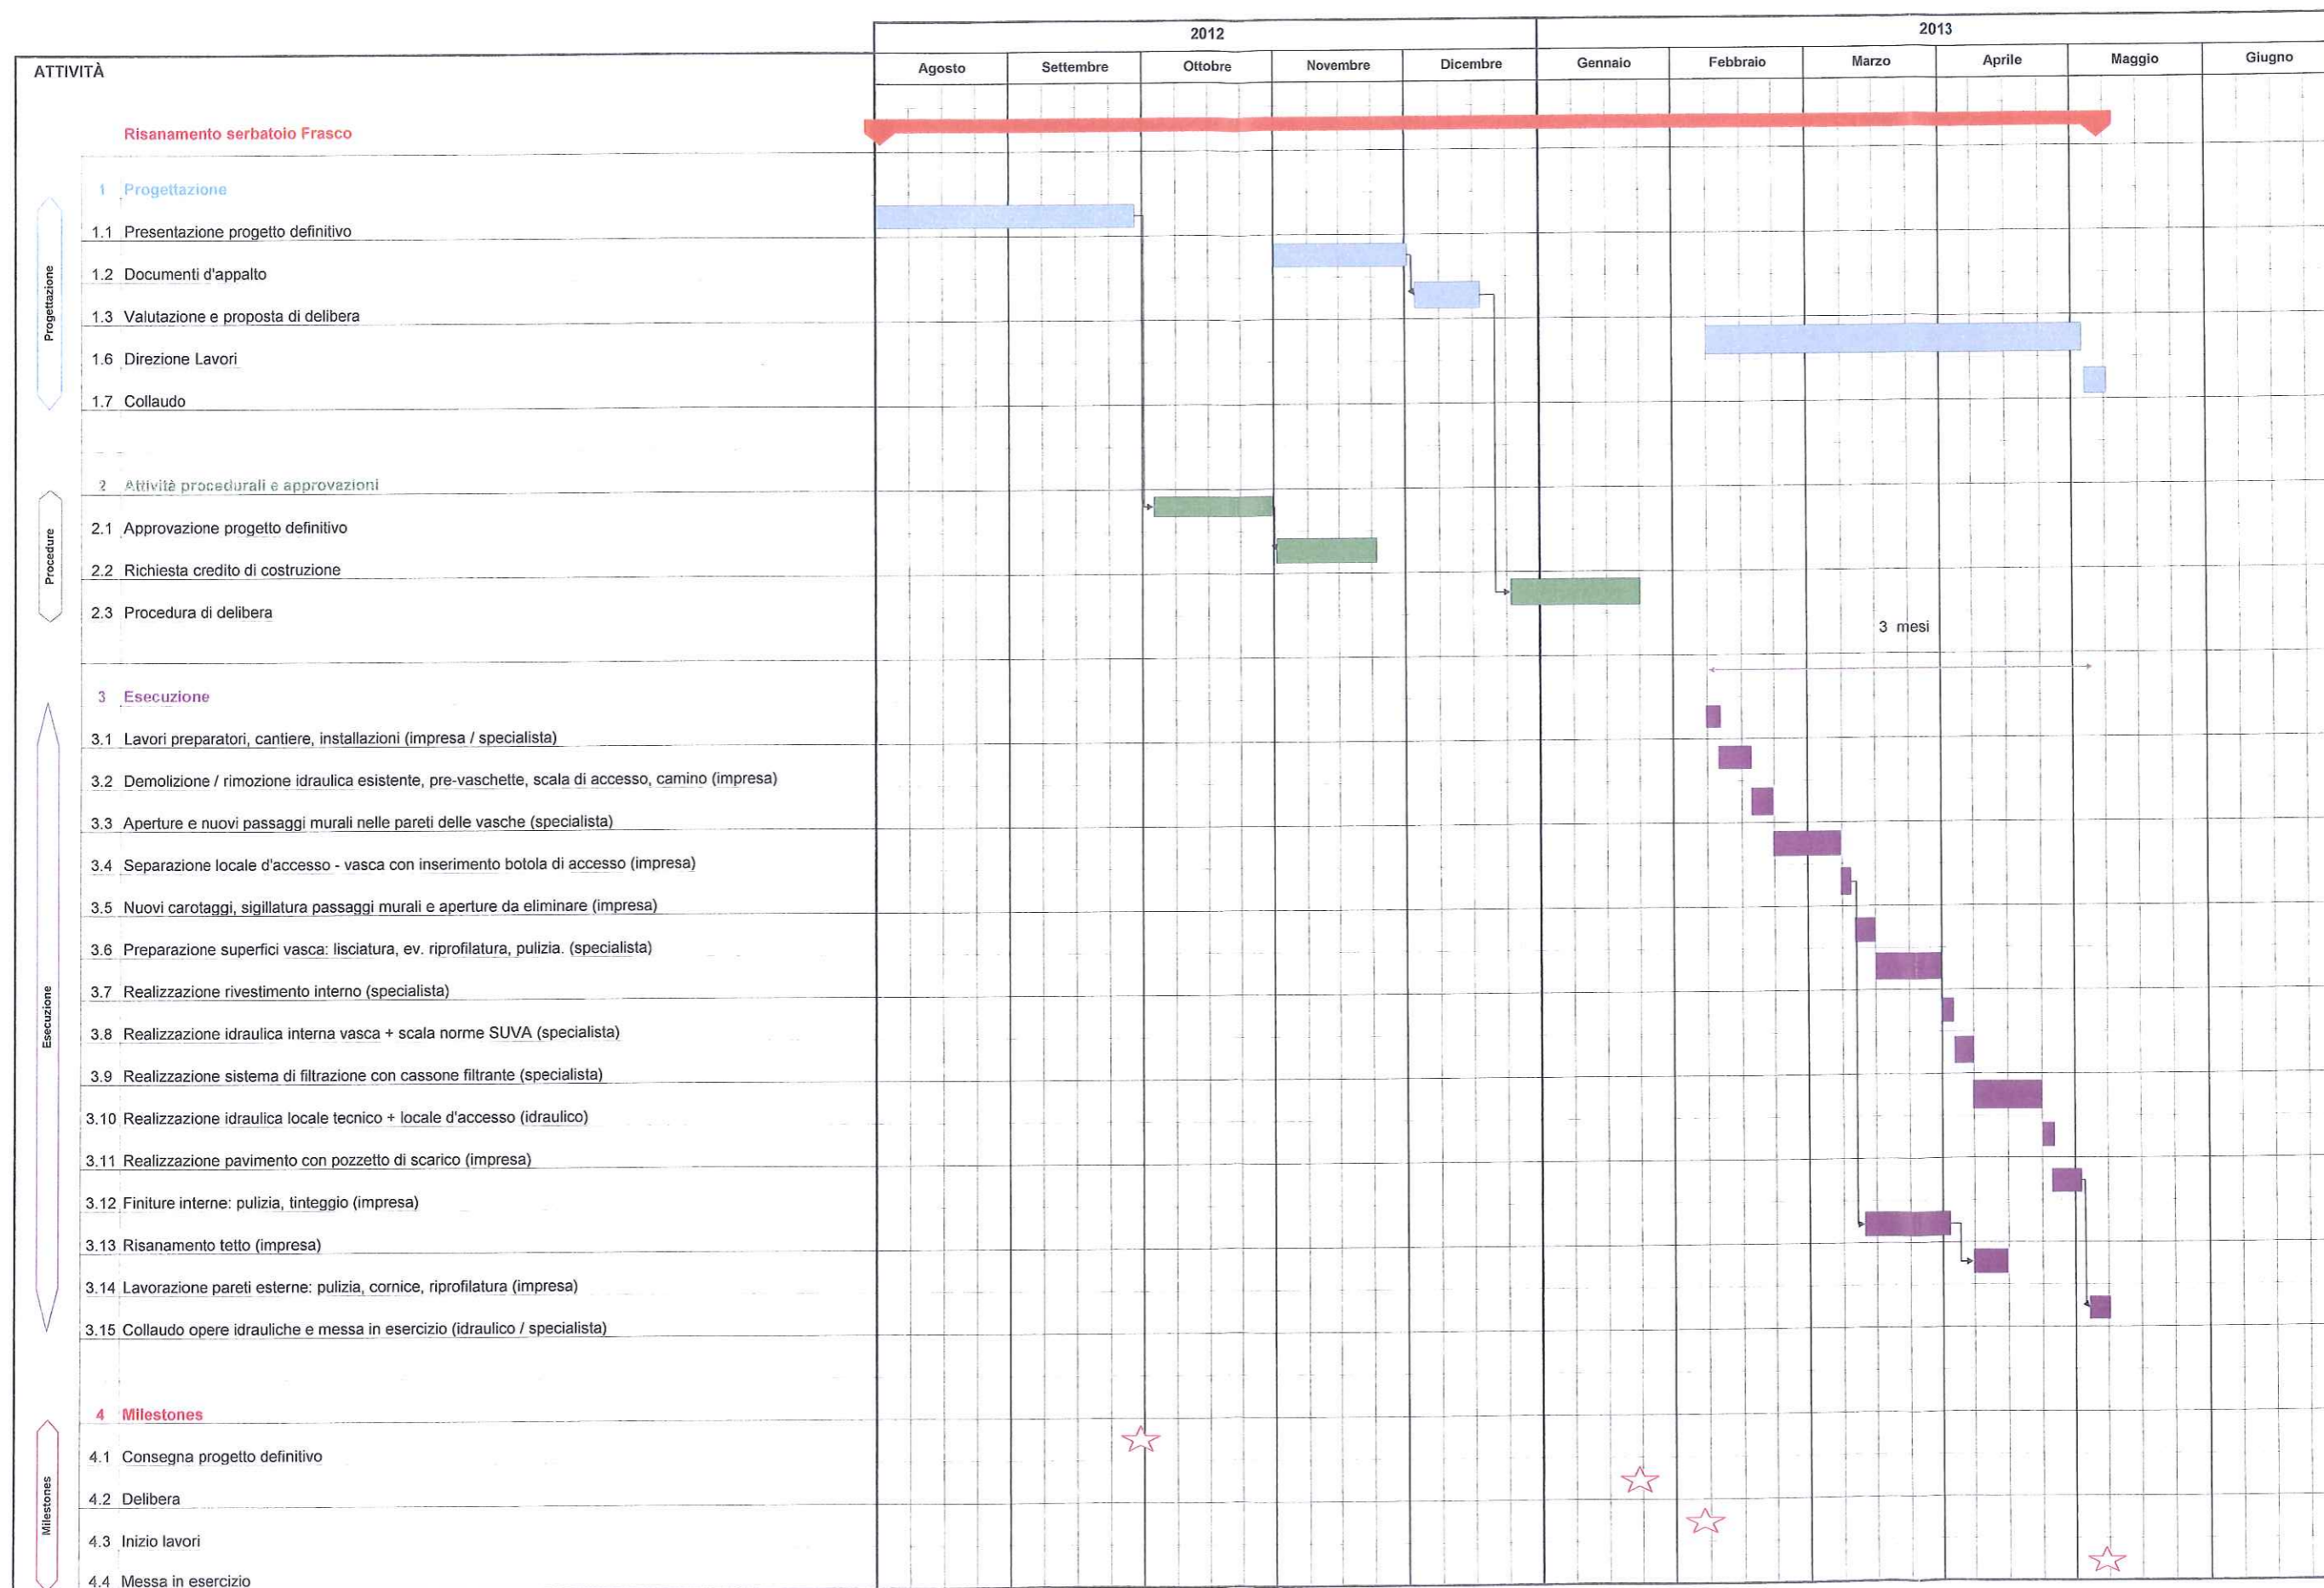 2012
2013
ATTIVITÀ
Agosto
Settembre
Ottobre
Novembre
Dicembre
Gennaio
Febbraio
Marzo
Aprile
Maggio
Giugno
Risanamento serbatoio Frasco
Progettazione
1 Progettazione
1.1 Presentazione progetto definitivo
1.2 Documenti d'appalto
1.3 Valutazione e proposta di delibera
1.6 Direzione Lavori
1.7 Collaudo
Procedure
2 Attività procedurali e approvazioni
2.1 Approvazione progetto definitivo
2.2 Richiesta credito di costruzione
2.3 Procedura di delibera
3 mesi
Esecuzione
3 Esecuzione
3.1 Lavori preparatori, cantiere, installazioni (impresa / specialista)
3.2 Demolizione / rimozione idraulica esistente, pre-vaschette, scala di accesso, camino (impresa)
3.3 Aperture e nuovi passaggi murali nelle pareti delle vasche (specialista)
3.4 Separazione locale d'accesso - vasca con inserimento botola di accesso (impresa)
3.5 Nuovi carotaggi, sigillatura passaggi murali e aperture da eliminare (impresa)
3.6 Preparazione superfici vasca: lisciatura, ev. riprofilatura, pulizia. (specialista)
3.7 Realizzazione rivestimento interno (specialista)
3.8 Realizzazione idraulica interna vasca + scala norme SUVA (specialista)
3.9 Realizzazione sistema di filtrazione con cassone filtrante (specialista)
3.10 Realizzazione idraulica locale tecnico + locale d'accesso (idraulico)
3.11 Realizzazione pavimento con pozzetto di scarico (impresa)
3.12 Finiture interne: pulizia, tinteggio (impresa)
3.13 Risanamento tetto (impresa)
3.14 Lavorazione pareti esterne: pulizia, cornice, riprofilatura (impresa)
3.15 Collaudo opere idrauliche e messa in esercizio (idraulico / specialista)
Milestones
4 Milestones
4.1 Consegna progetto definitivo
4.2 Delibera
4.3 Inizio lavori
4.4 Messa in esercizio